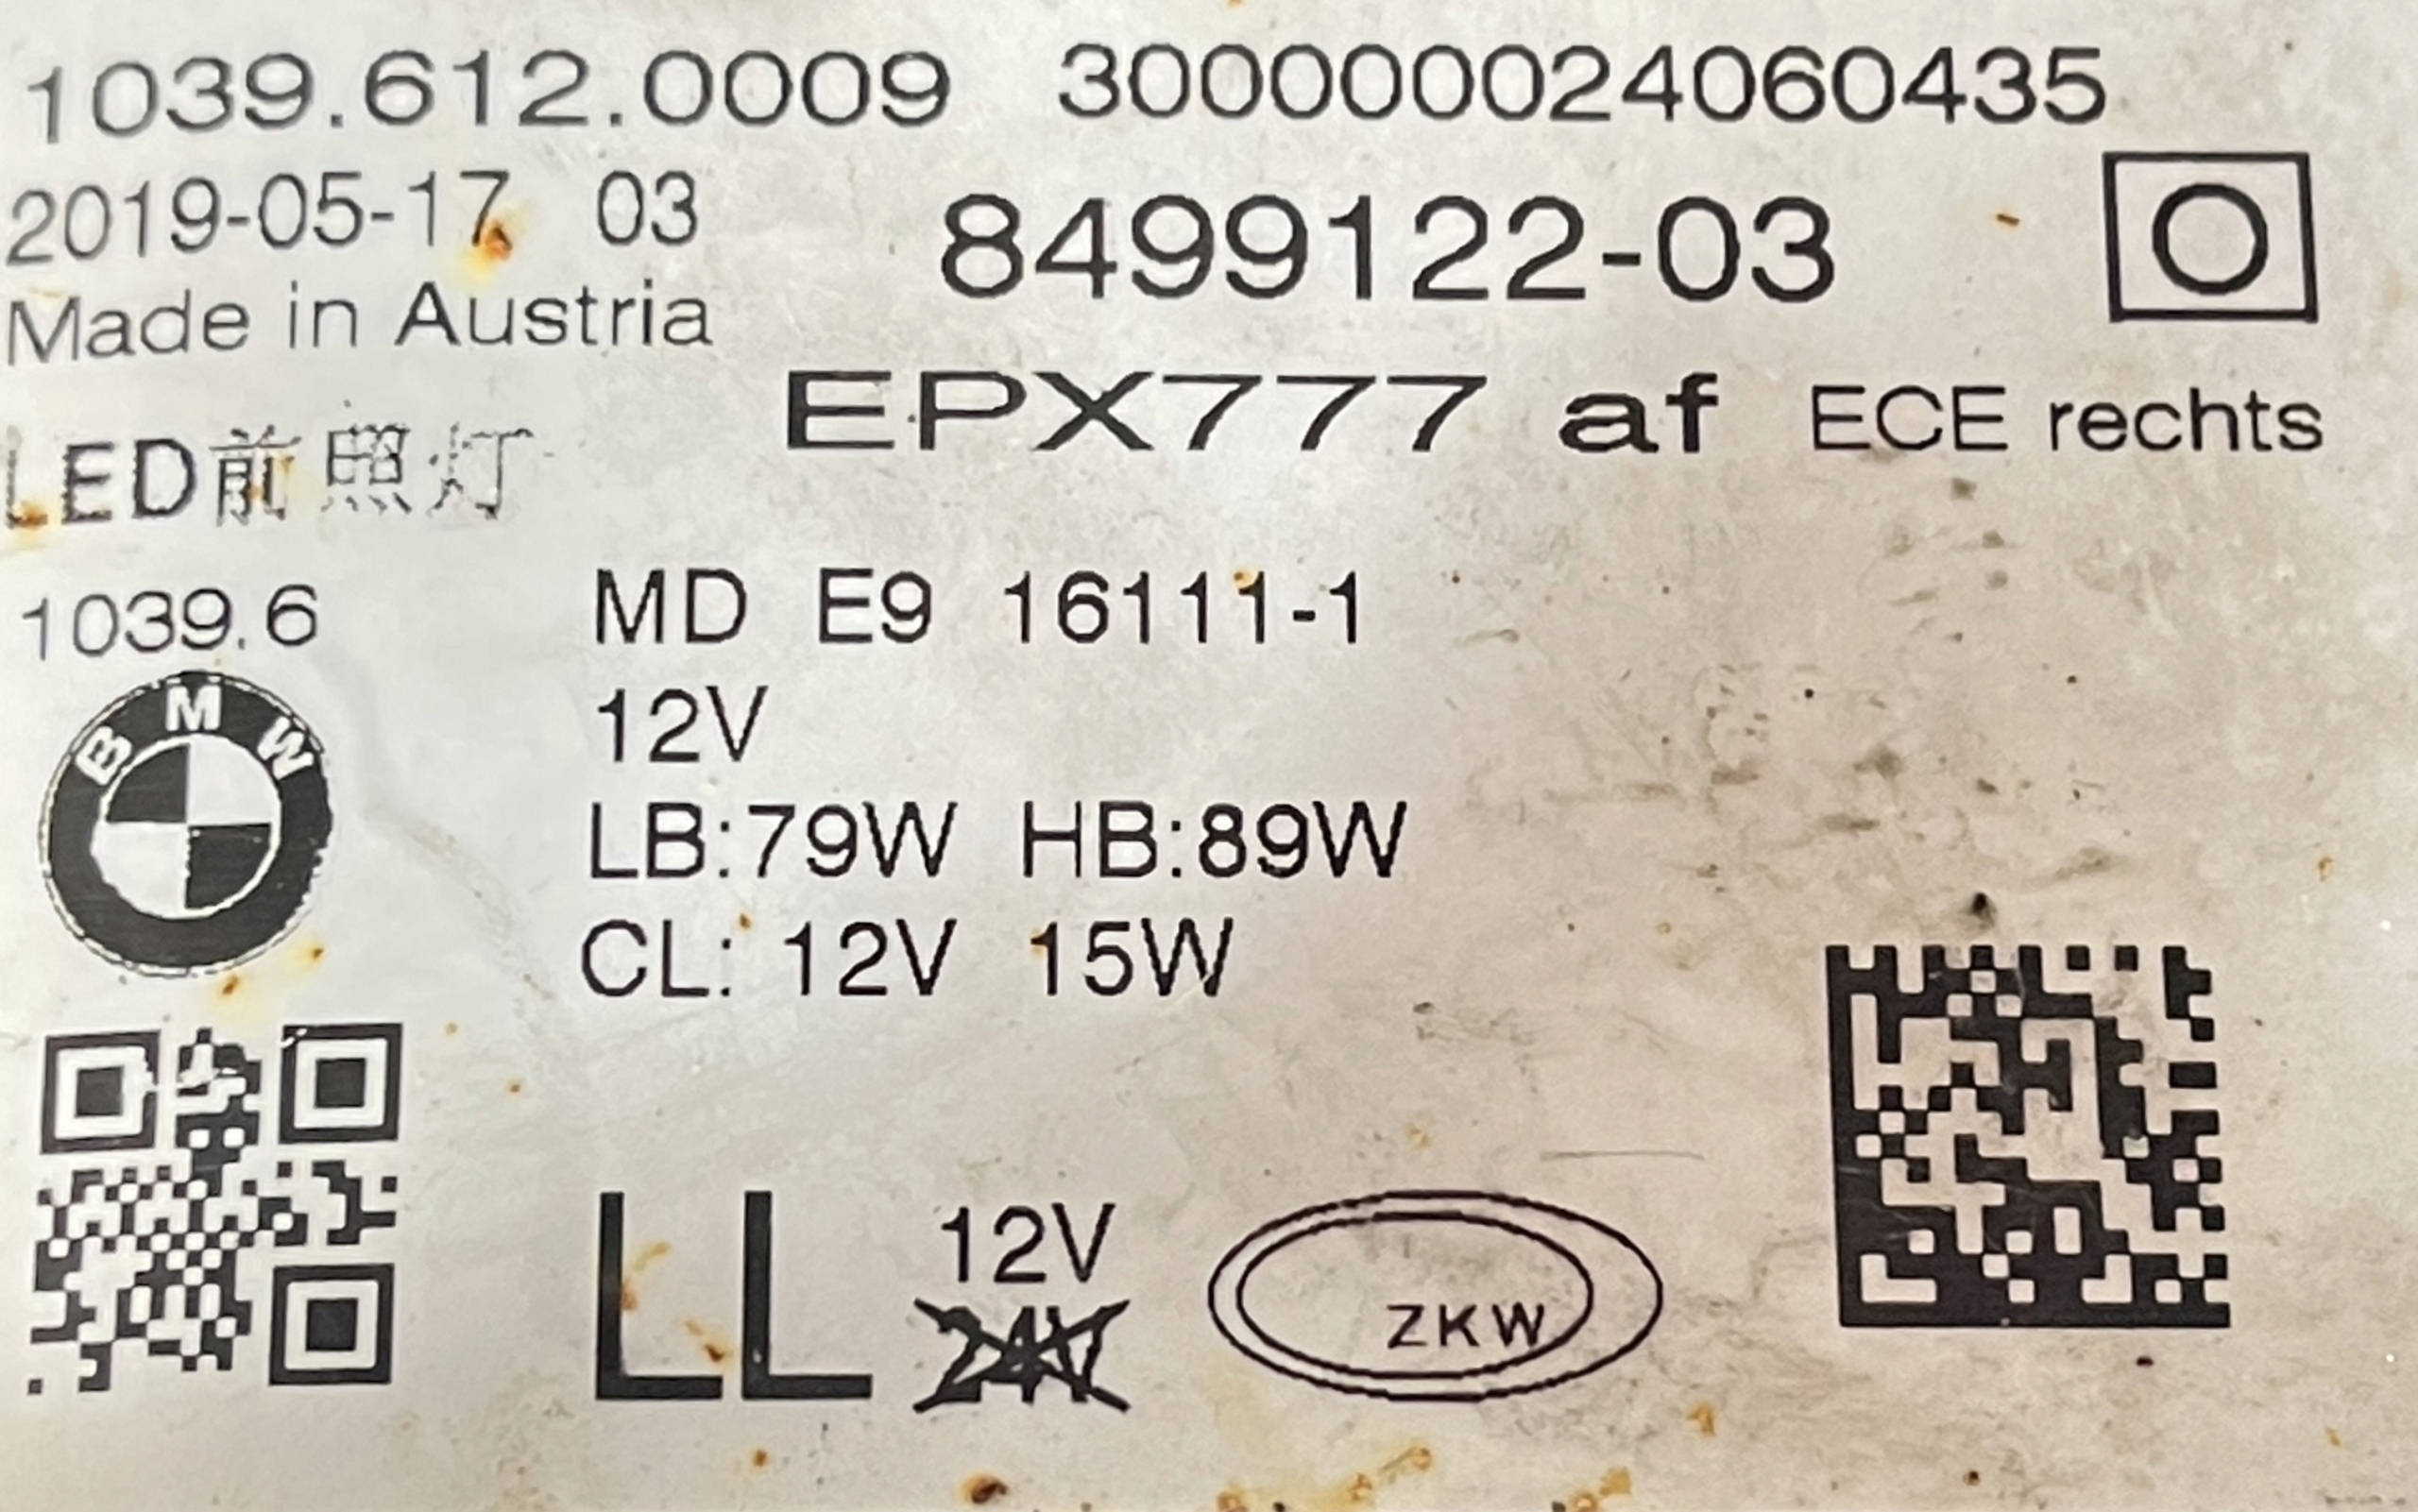 1039.612.0009 300000024060435
2019-05-17 03
8499122-03
Made in Austria
EPX777 af ECE rechts
LED前照灯
1039.6
MD E9 16111-1
12V
BMW
LB:79W HB:89W
CL: 12V 15W
LL
12V
24V
ZKW